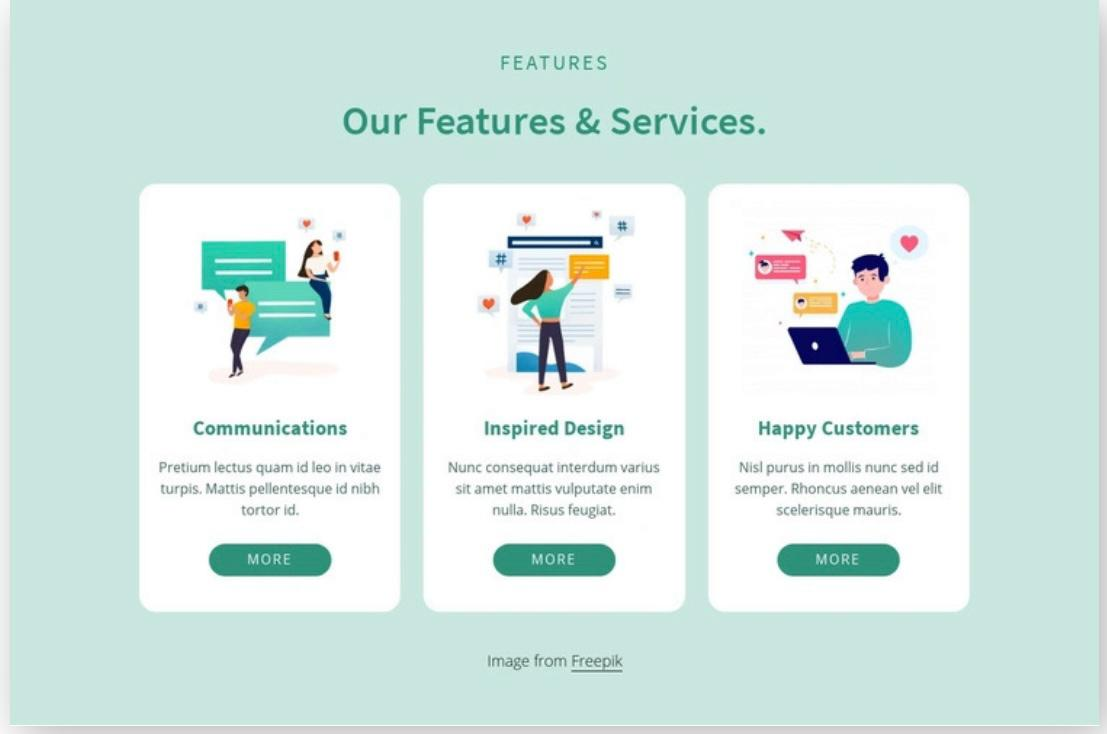 FEATURES
Our Features & Services.
#
#
Communications
Pretium lectus quam id leo in vitae
turpis. Mattis pellentesque id nibh
tortor id.
MORE
Inspired Design
Nunc consequat interdum varius
sit amet mattis vulputate enim
nulla. Risus feugiat.
MORE
Happy Customers
Nisl purus in mollis nunc sed id
semper. Rhoncus aenean vel elit
scelerisque mauris.
MORE
Image from Freepik